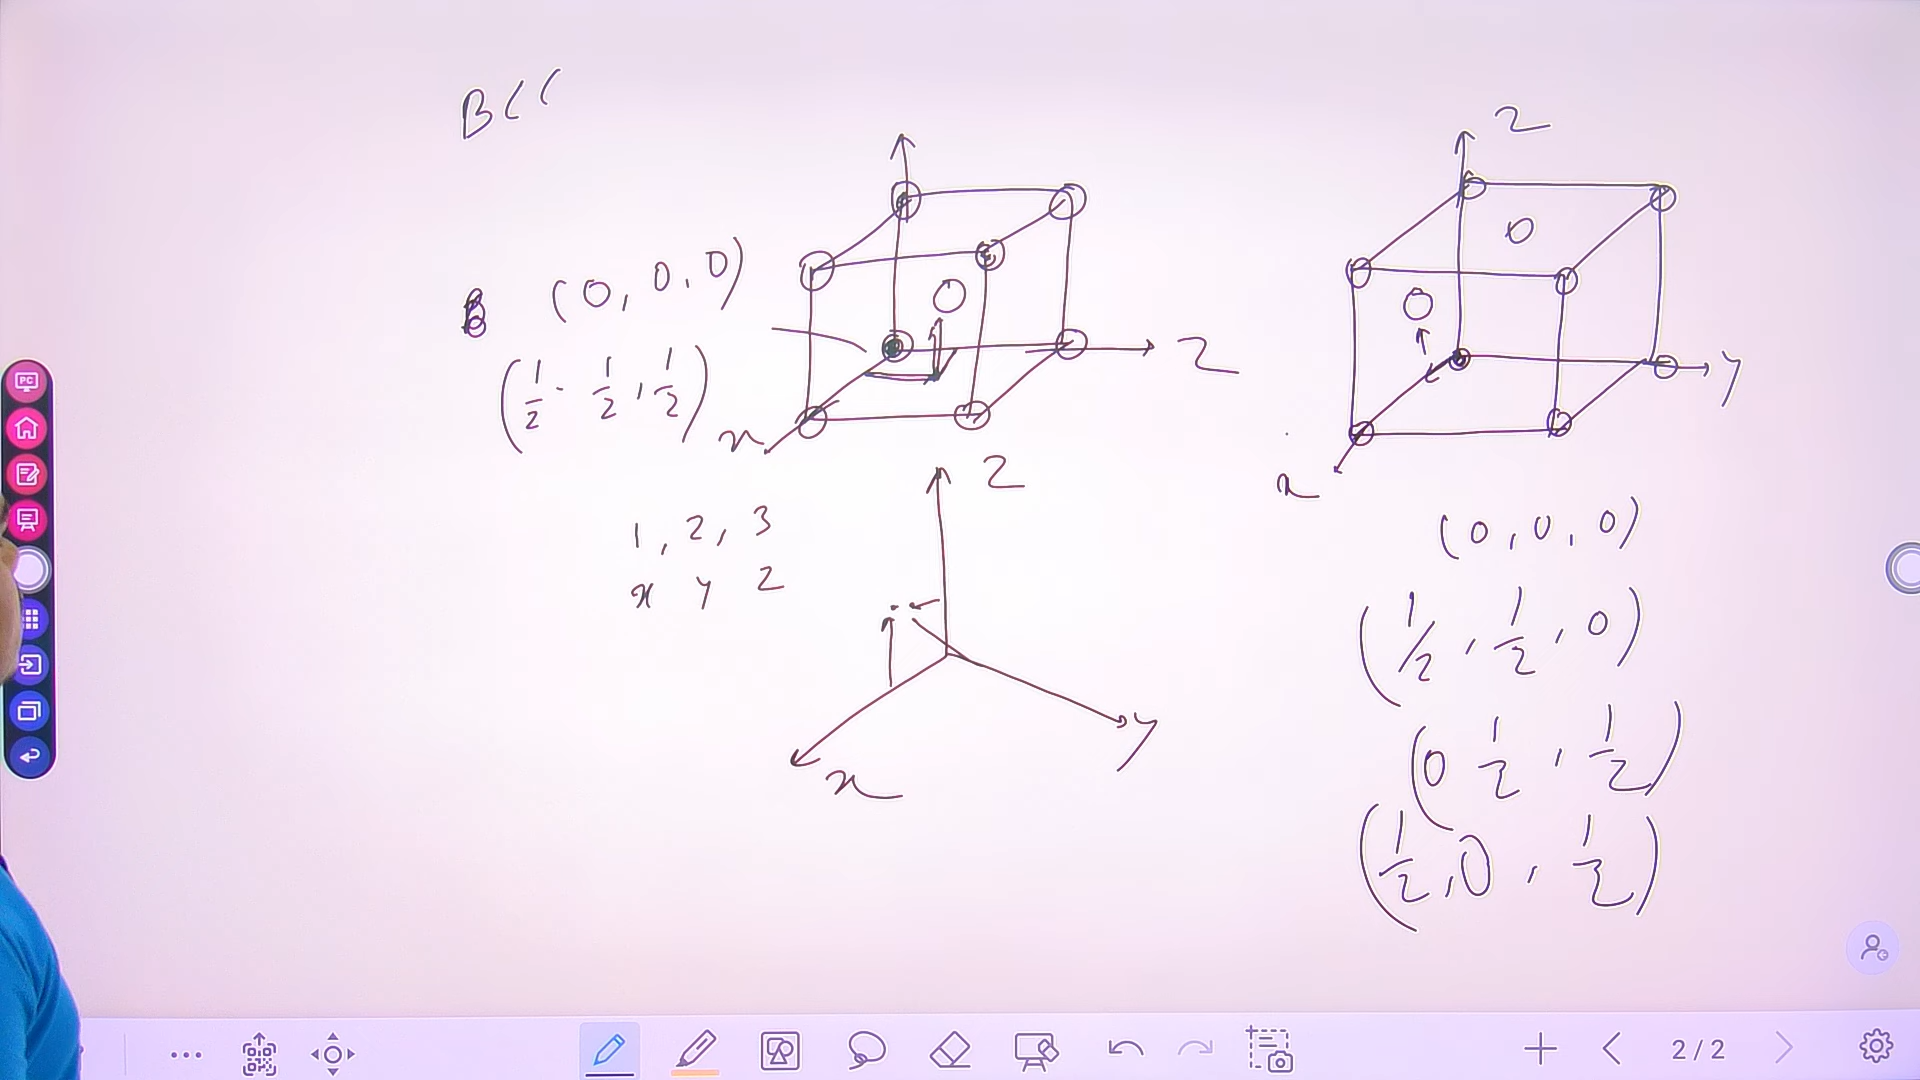 BCC
Z
(0, 0, 0)
(1/2, 1/2, 1/2)
Z
x
y
x
Z
1, 2, 3
x y z
y
x
(0, 0, 0)
(1/2, 1/2, 0)
(0 1/2, 1/2)
(1/2, 0, 1/2)
PC
2/2